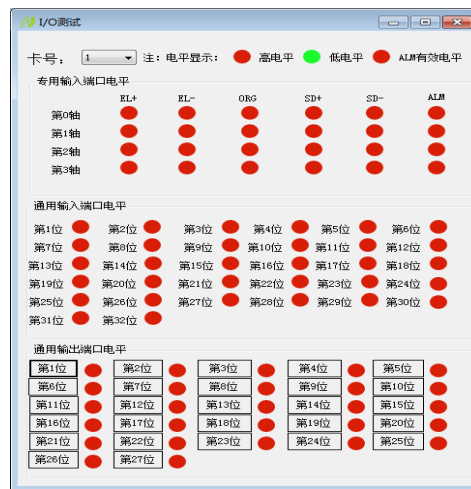 I/O测试
卡号： 1 注：电平显示： 高电平 低电平 ALM有效电平
专用输入端口电平
EL+ EL- ORG SD+ SD- ALM
第0轴
第1轴
第2轴
第3轴
通用输入端口电平
第1位 第2位 第3位 第4位 第5位 第6位
第7位 第8位 第9位 第10位 第11位 第12位
第13位 第14位 第15位 第16位 第17位 第18位
第19位 第20位 第21位 第22位 第23位 第24位
第25位 第26位 第27位 第28位 第29位 第30位
第31位 第32位
通用输出端口电平
第1位 第2位 第3位 第4位 第5位
第6位 第7位 第8位 第9位 第10位
第11位 第12位 第13位 第14位 第15位
第16位 第17位 第18位 第19位 第20位
第21位 第22位 第23位 第24位 第25位
第26位 第27位